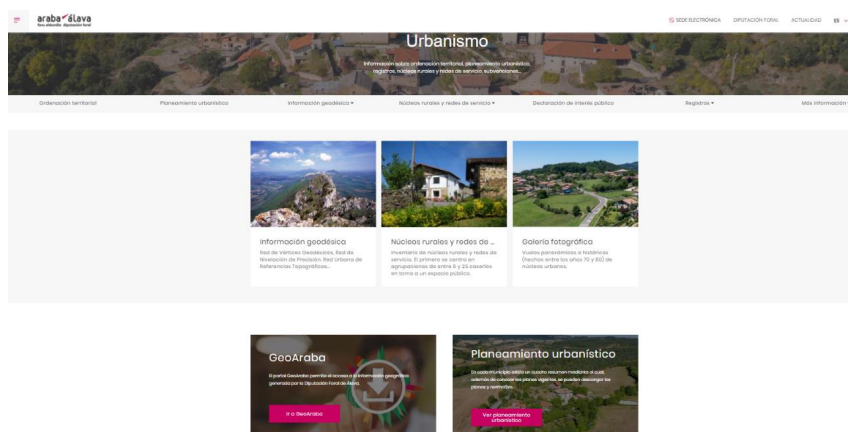 araba álava
foru aldundia diputación foral
SEDE ELECTRÓNICA
DIPUTACIÓN FORAL
ACTUALIDAD
ES
Urbanismo
Información sobre ordenación territorial, planeamiento urbanístico,
registros, núcleos rurales y redes de servicio, subvenciones...
Ordenación territorial
Planeamiento urbanístico
Información geodésica
Núcleos rurales y redes de servicio
Declaración de interés público
Registros
Más información
Información geodésica
Red de Vértices Geodésicos, Red de
Nivelación de Precisión, Red Urbana de
Referencias Topográficas...
Núcleos rurales y redes de ...
Inventario de núcleos rurales y redes de
servicio. El primero se centra en
agrupaciones de entre 6 y 25 caseríos
en torno a un espacio público.
Galería fotográfica
Vuelos panorámicos e históricos
(hechos entre los años 70 y 80) de
núcleos urbanos.
GeoAraba
El portal GeoAraba permite el acceso a la información geográfica
generada por la Diputación Foral de Álava.
Ir a GeoAraba
Planeamiento urbanístico
En cada municipio existe un cuadro resumen mediante el cual,
además de conocer los planes vigentes, se pueden descargar los
planos y normativa.
Ver planeamiento
urbanístico